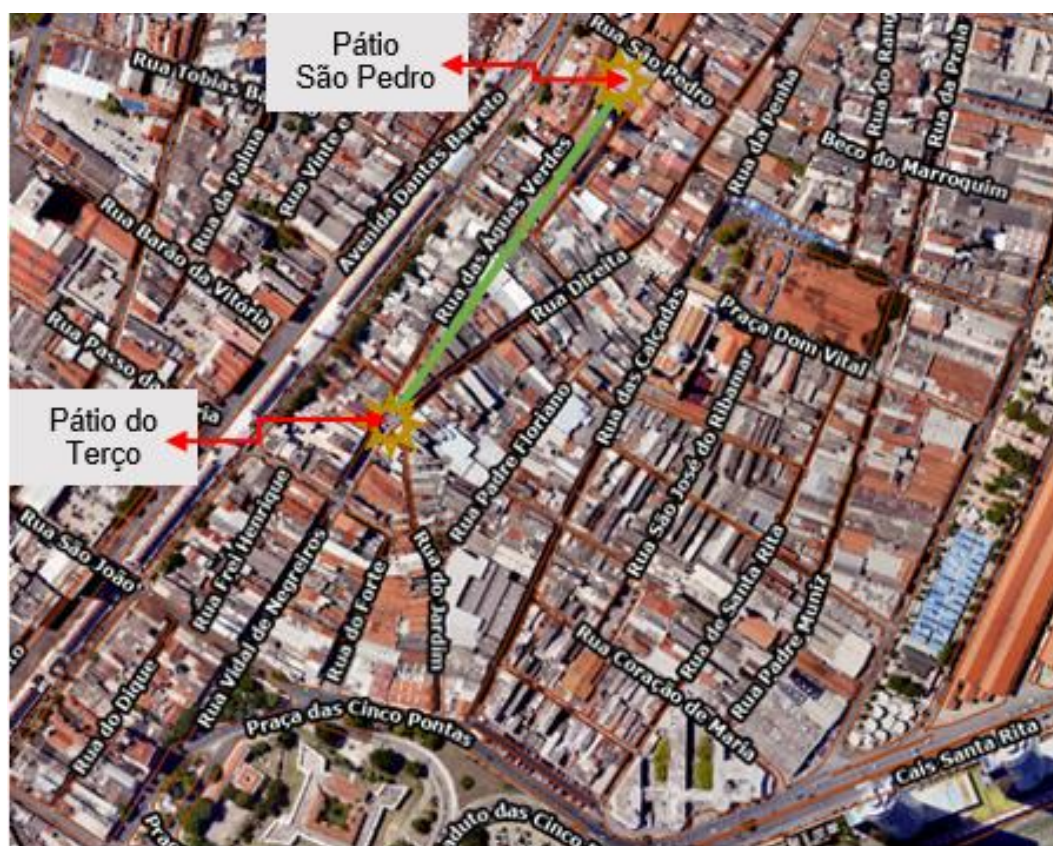 Pátio
São Pedro
Rua São Pedro
Rua Tobias
Rua da Palma
Rua Vinte e
Avenida Dantas Barreto
Rua da Penha
Rua do
Rua da Praia
Beco do Marroquim
Rua Barão da Vitória
Rua das Águas Verdes
Rua Direita
Rua das Calçadas
Praça Dom Vital
Rua Passo da
Pátio do
Terço
Rua Padre Floriano
Rua São José do Ribamar
Rua São João
Rua Frei Henrique
Rua Vidal de Negreiros
Rua do Forte
Rua do Jardim
Rua de Santa Rita
Rua Padre Muniz
Rua Coração de Maria
Rua do Dique
Praça das Cinco Pontas
Cais Santa Rita
das Cinco